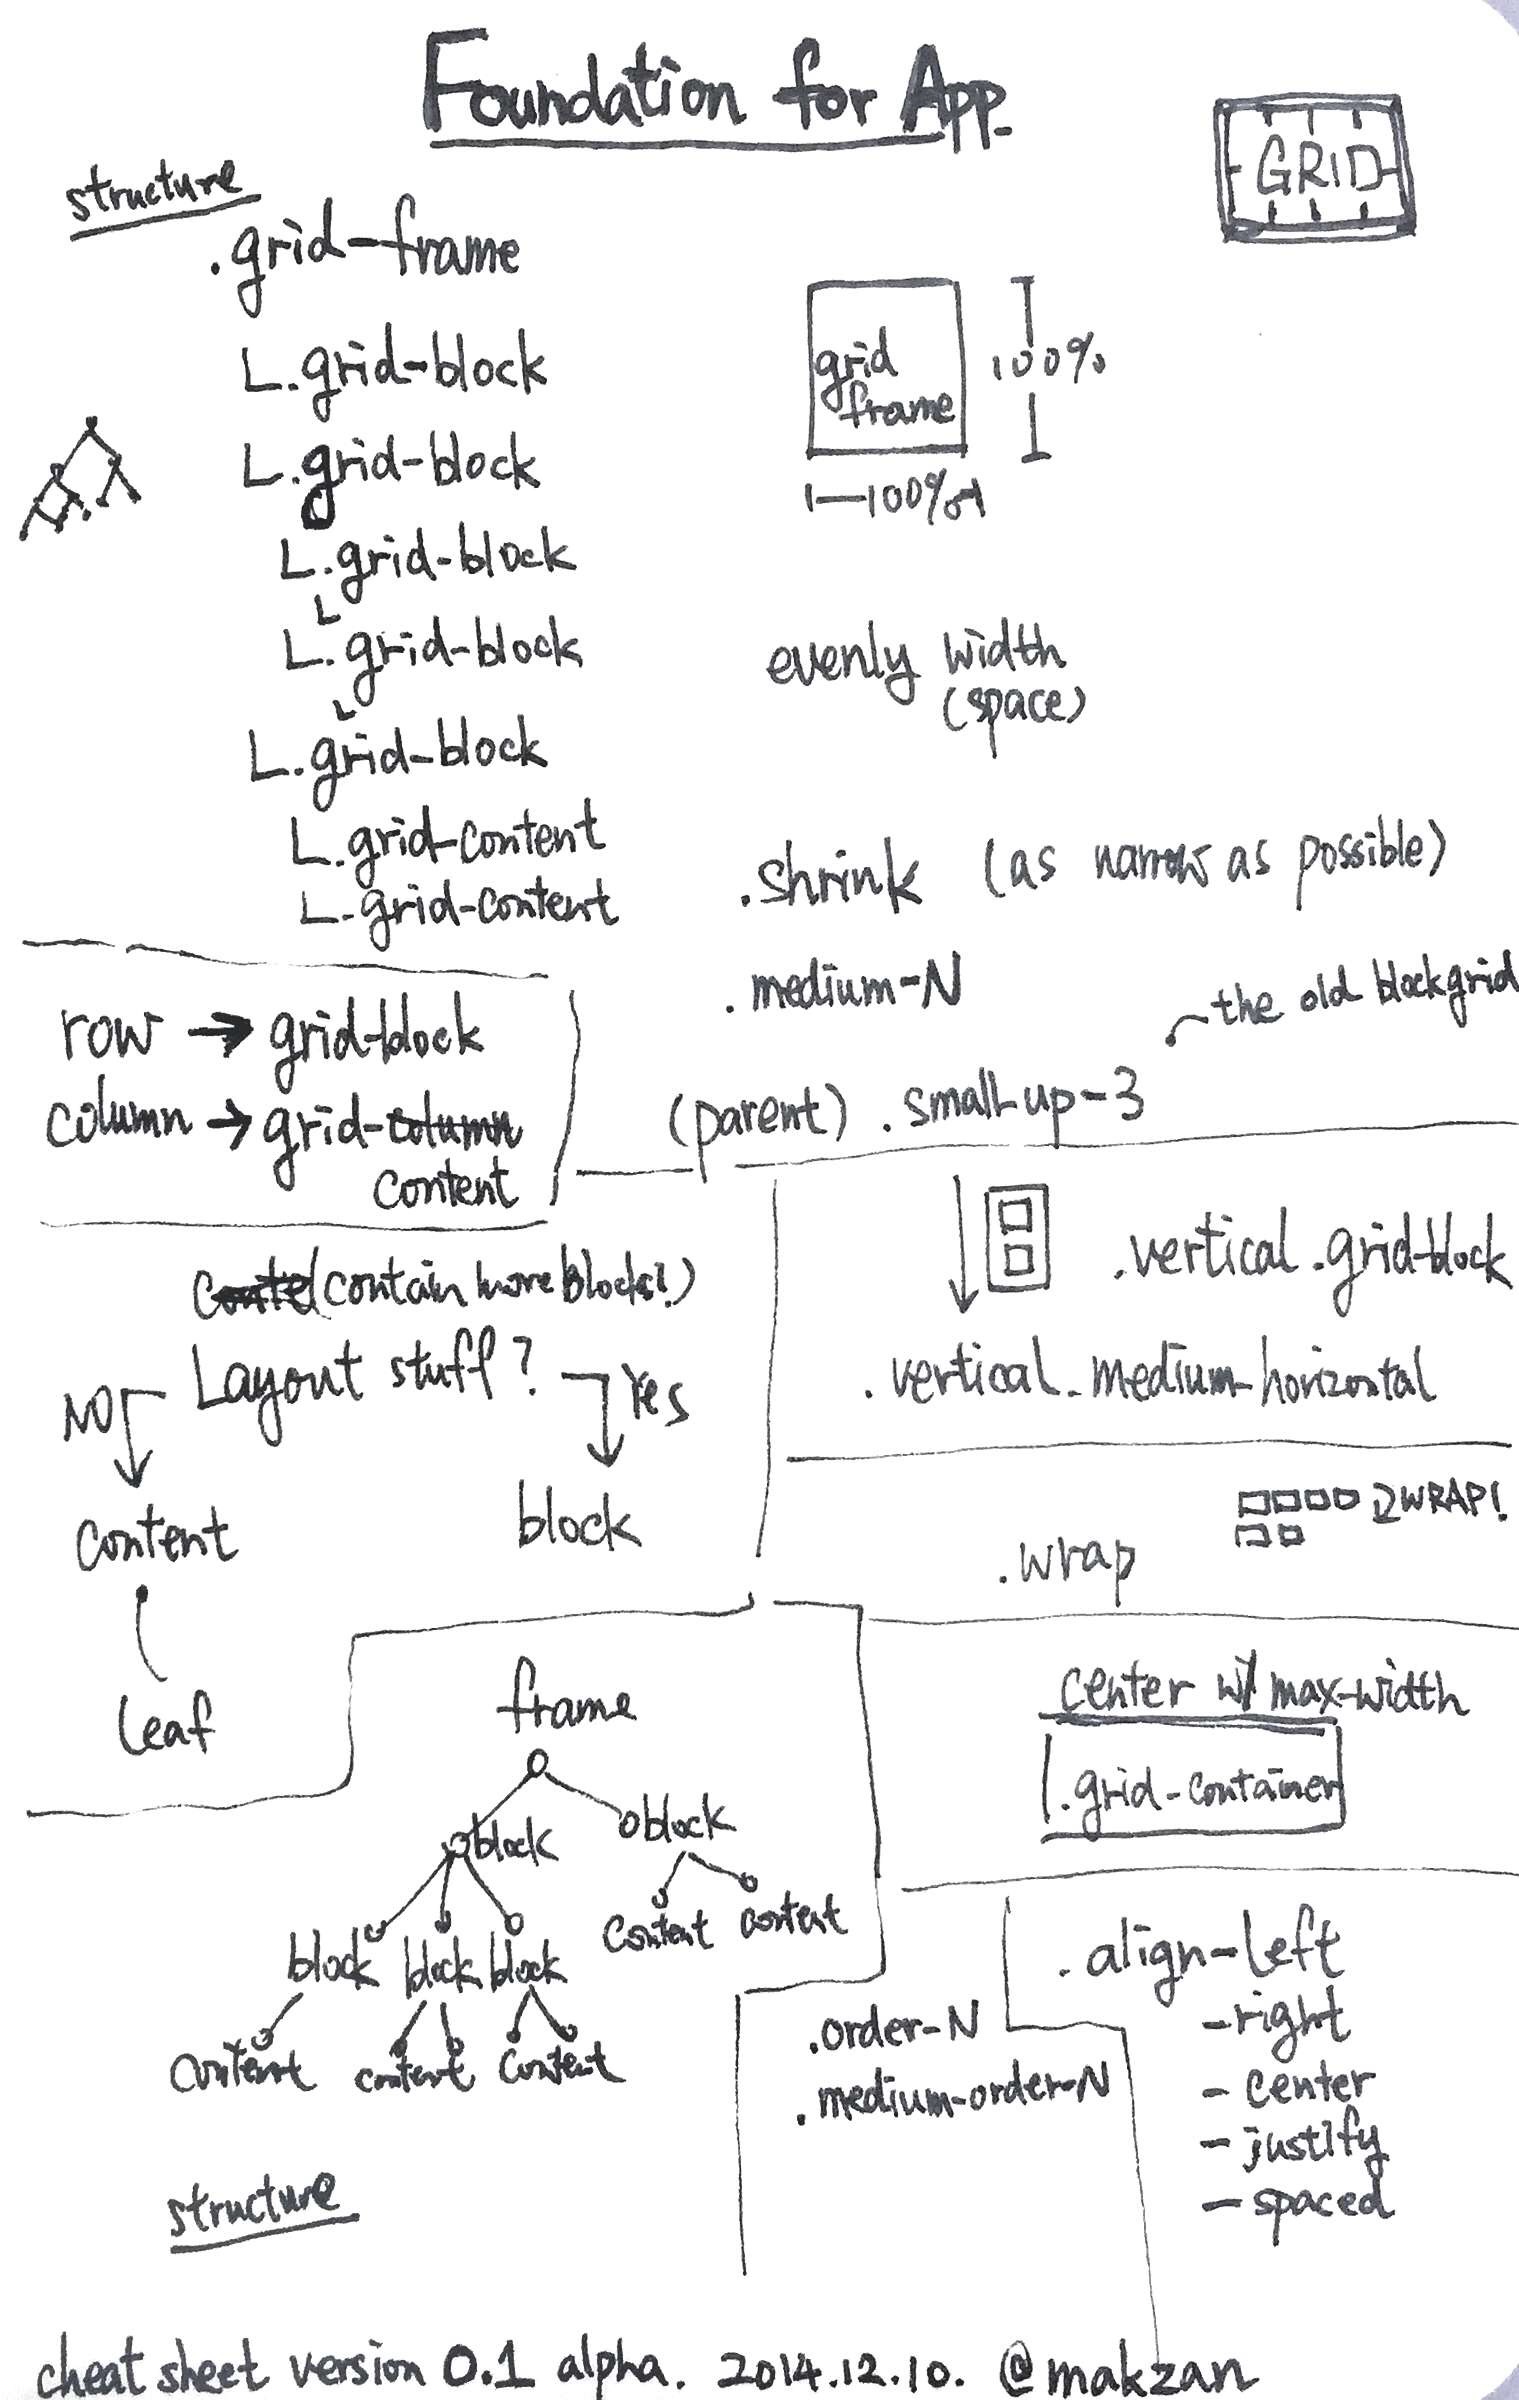 Foundation for App.
GRID
structure
.grid-frame
L.grid-block
L.grid-block
L.grid-block
L
L.grid-block
L
L.grid-block
L.grid-content
L.grid-content
grid
frame
100%
100%
evenly width
(space)
.shrink (as narrow as possible)
.medium-N
the old blockgrid
(parent) .small-up-3
row → grid-block
column → grid-column
content
(contain more blocks?)
Layout stuff?
NO
Yes
content
block
leaf
.vertical.grid-block
.vertical.medium-horizontal
WRAP!
.wrap
center w/ max-width
.grid-container
frame
block
block
block block block
content content
content content content
structure
.order-N
.medium-order-N
.align-left
-right
-center
-justify
-spaced
cheat sheet version 0.1 alpha. 2014.12.10. @makzan